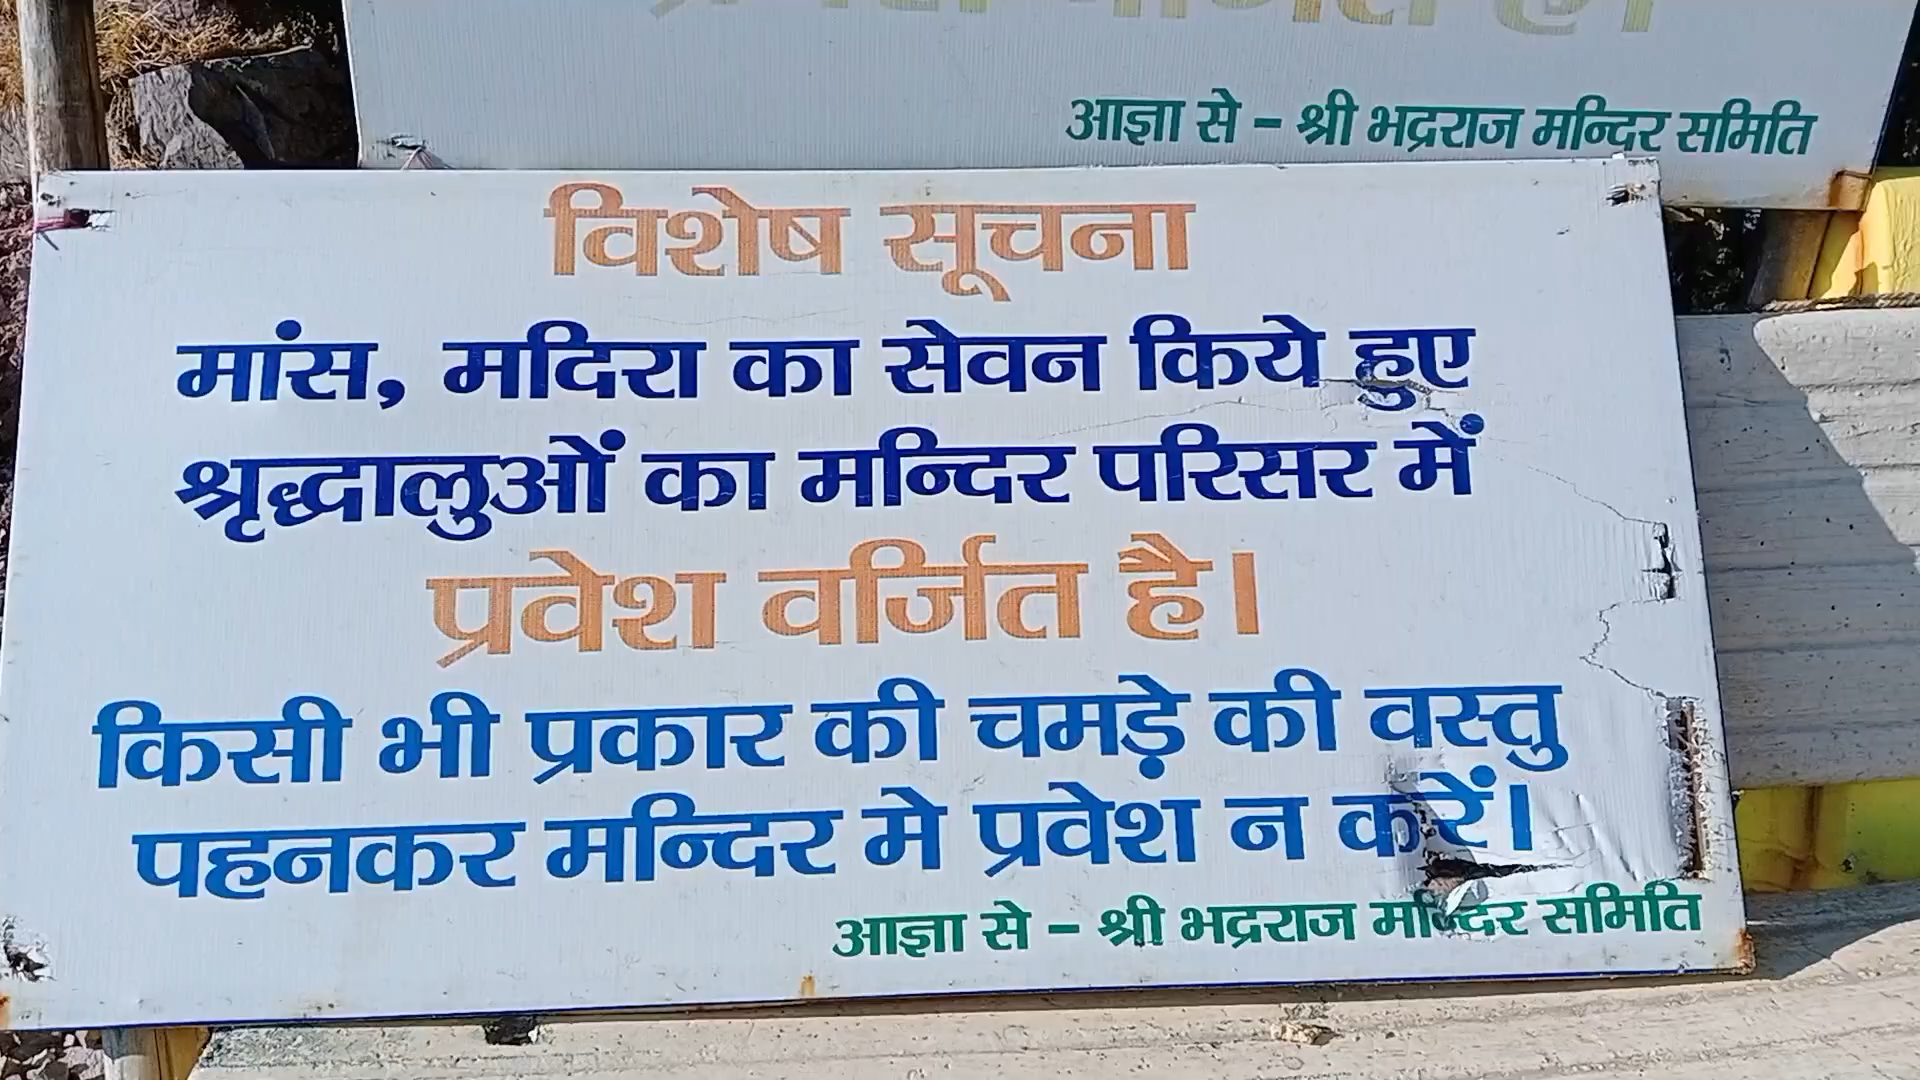 आज्ञा से - श्री भद्रराज मन्दिर समिति
विशेष सूचना
मांस, मदिरा का सेवन किये हुए
श्रृद्धालुओं का मन्दिर परिसर में
प्रवेश वर्जित है।
किसी भी प्रकार की चमड़े की वस्तु
पहनकर मन्दिर मे प्रवेश न करें।
आज्ञा से - श्री भद्रराज मन्दिर समिति